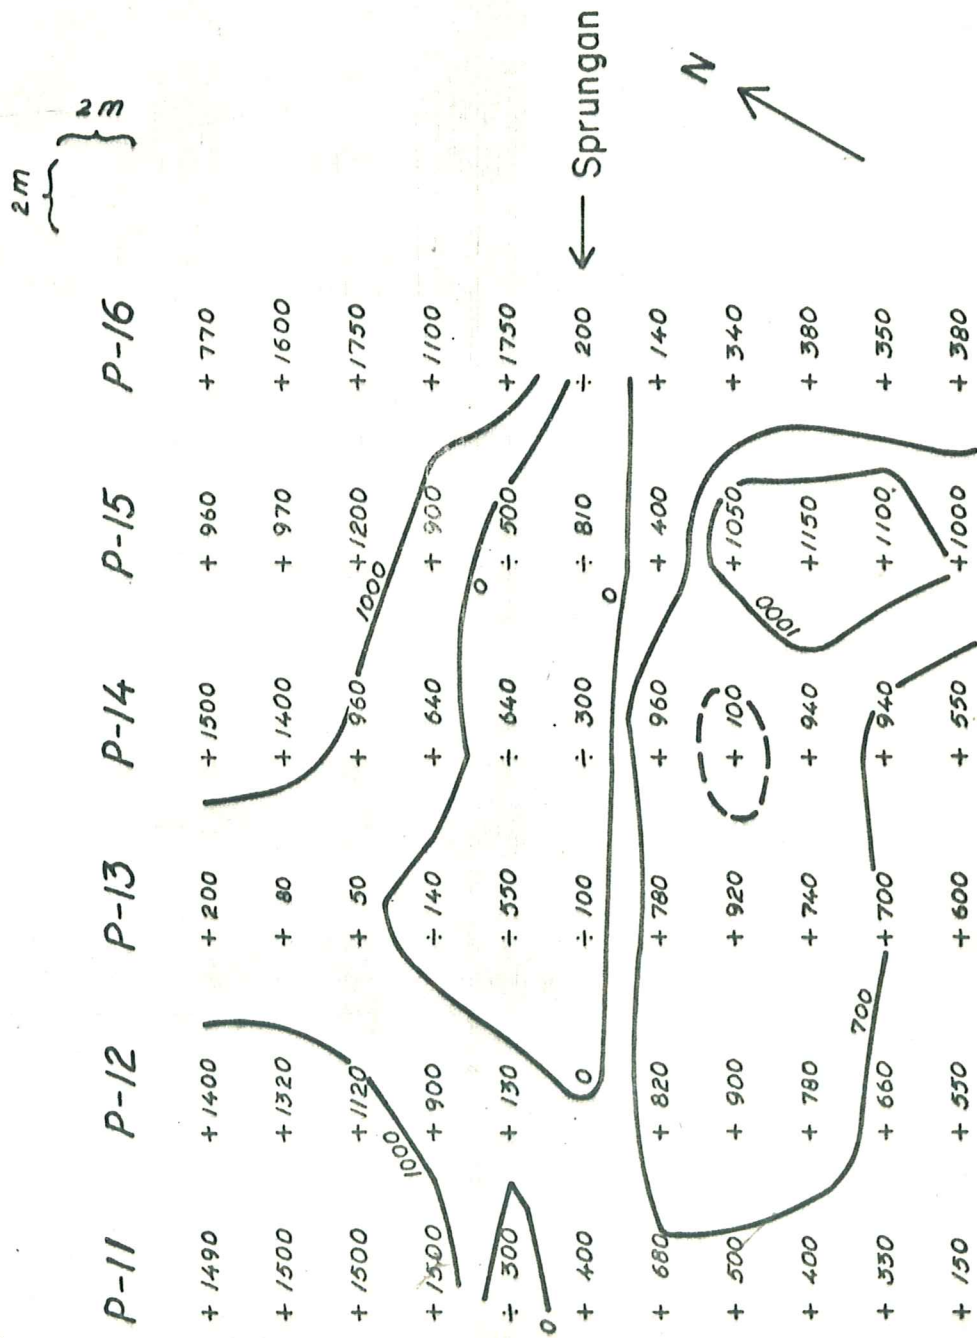 2m
2m
P-11 P-12 P-13 P-14 P-15 P-16
+ 1490 + 1400 + 200 + 1500 + 960 + 770
+ 1500 + 1320 + 80 + 1400 + 970 + 1600
+ 1500 + 1120 + 50 + 960 + 1200 + 1750
1000
1000
+ 1500 + 900 ÷ 140 + 640 + 900 + 1100
0
÷ 300 + 130 ÷ 550 ÷ 640 ÷ 500 + 1750
0
+ 400 0 ÷ 100 ÷ 300 ÷ 810 ÷ 200
← Sprungan
0
+ 680 + 820 + 780 + 960 + 400 + 140
N
+ 500 + 900 + 920 + 100 + 1050 + 340
1000
+ 400 + 780 + 740 + 940 + 1150 + 380
700
+ 330 + 660 + 700 + 940 + 1100 + 350
+ 150 + 550 + 600 + 550 + 1000 + 380